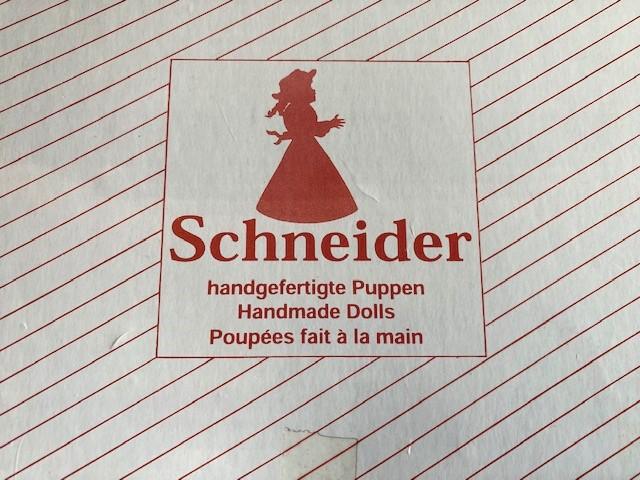 Schneider
handgefertigte Puppen
Handmade Dolls
Poupées fait à la main